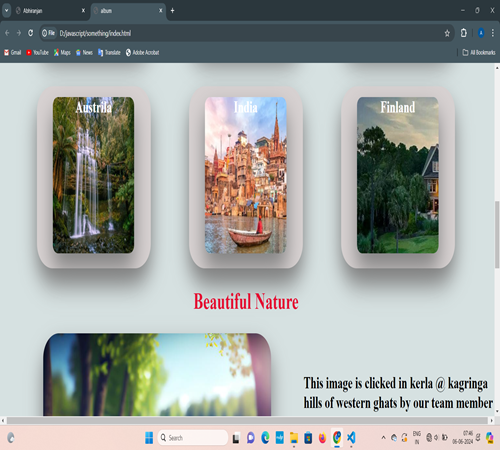 Abhiranjan
album
File D:/javascript/something/index.html
Gmail YouTube Maps News Translate Adobe Acrobat All Bookmarks
Austrila India Finland
Beautiful Nature
This image is clicked in kerla @ kagringa
hills of western ghats by our team member
Search
ENG 07:46
IN 06-06-2024